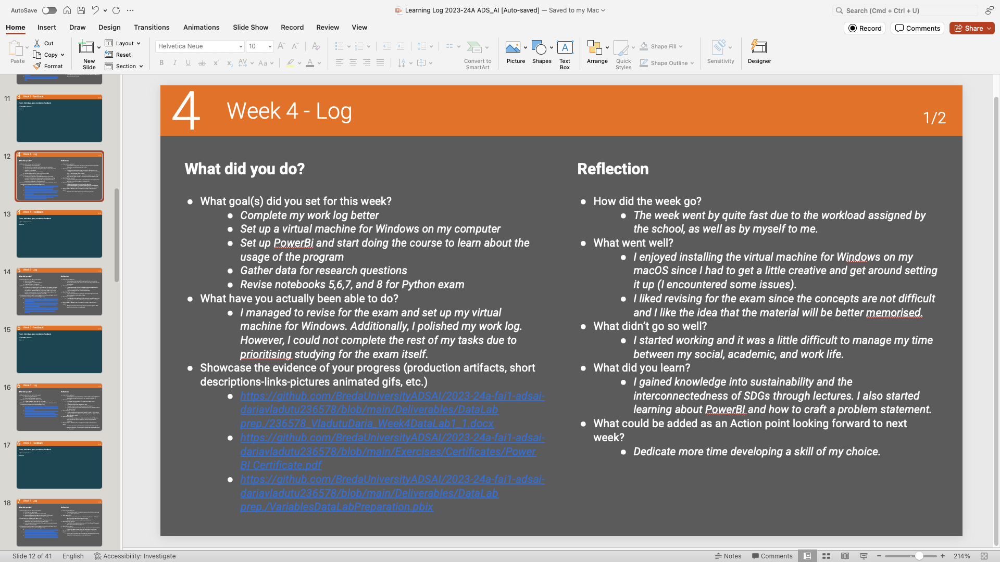 AutoSave
Learning Log 2023-24A ADS_AI [Auto-saved] — Saved to my Mac
Search (Cmd + Ctrl + U)
Home Insert Draw Design Transitions Animations Slide Show Record Review View
Record Comments Share
Paste
Cut
Copy
Format
New Slide
Layout
Reset
Section
Helvetica Neue 10
Convert to SmartArt
Picture Shapes Text Box
Arrange Quick Styles
Shape Fill
Shape Outline
Sensitivity
Designer
11
3 Week 3 - Feedback
12
4 Week 4 - Log
13
4 Week 4 - Feedback
14
5 Week 5 - Log
15
5 Week 5 - Feedback
16
6 Week 6 - Log
17
6 Week 6 - Feedback
18
7 Week 7 - Log
4 Week 4 - Log
1/2
What did you do?
● What goal(s) did you set for this week?
● Complete my work log better
● Set up a virtual machine for Windows on my computer
● Set up PowerBi and start doing the course to learn about the
usage of the program
● Gather data for research questions
● Revise notebooks 5,6,7, and 8 for Python exam
● What have you actually been able to do?
● I managed to revise for the exam and set up my virtual
machine for Windows. Additionally, I polished my work log.
However, I could not complete the rest of my tasks due to
prioritising studying for the exam itself.
● Showcase the evidence of your progress (production artifacts, short
descriptions-links-pictures animated gifs, etc.)
● https://github.com/BredaUniversityADSAI/2023-24a-fai1-adsai-
dariavladutu236578/blob/main/Deliverables/DataLab
prep./236578_VladutuDaria_Week4DataLab1_1.docx
● https://github.com/BredaUniversityADSAI/2023-24a-fai1-adsai-
dariavladutu236578/blob/main/Exercises/Certificates/Power
BI Certificate.pdf
● https://github.com/BredaUniversityADSAI/2023-24a-fai1-adsai-
dariavladutu236578/blob/main/Deliverables/DataLab
prep./VariablesDataLabPreparation.pbix
Reflection
● How did the week go?
● The week went by quite fast due to the workload assigned by
the school, as well as by myself to me.
● What went well?
● I enjoyed installing the virtual machine for Windows on my
macOS since I had to get a little creative and get around setting
it up (I encountered some issues).
● I liked revising for the exam since the concepts are not difficult
and I like the idea that the material will be better memorised.
● What didn’t go so well?
● I started working and it was a little difficult to manage my time
between my social, academic, and work life.
● What did you learn?
● I gained knowledge into sustainability and the
interconnectedness of SDGs through lectures. I also started
learning about PowerBI and how to craft a problem statement.
● What could be added as an Action point looking forward to next
week?
● Dedicate more time developing a skill of my choice.
Slide 12 of 41 English Accessibility: Investigate
Notes Comments 214%